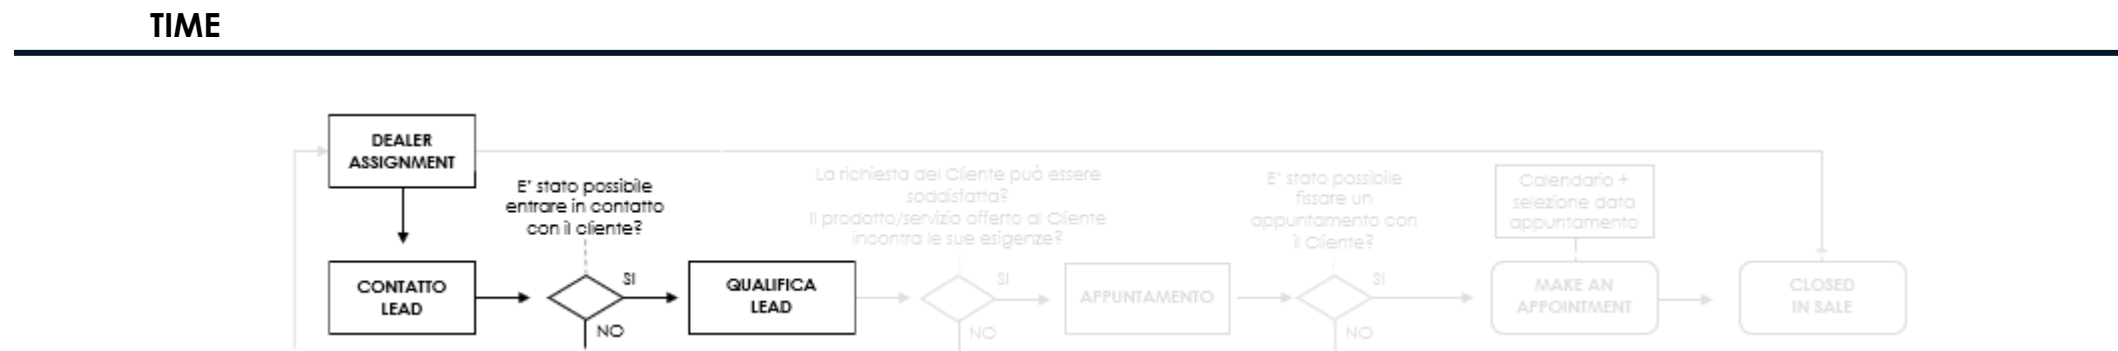 TIME
DEALER
ASSIGNMENT
E' stato possibile
entrare in contatto
con il cliente?
La richiesta del Cliente può essere
soddisfatta?
Il prodotto/servizio offerto al Cliente
incontra le sue esigenze?
E' stato possibile
fissare un
appuntamento con
il Cliente?
Calendario +
selezione data
appuntamento
CONTATTO
LEAD
SI
NO
QUALIFICA
LEAD
SI
NO
APPUNTAMENTO
SI
NO
MAKE AN
APPOINTMENT
CLOSED
IN SALE